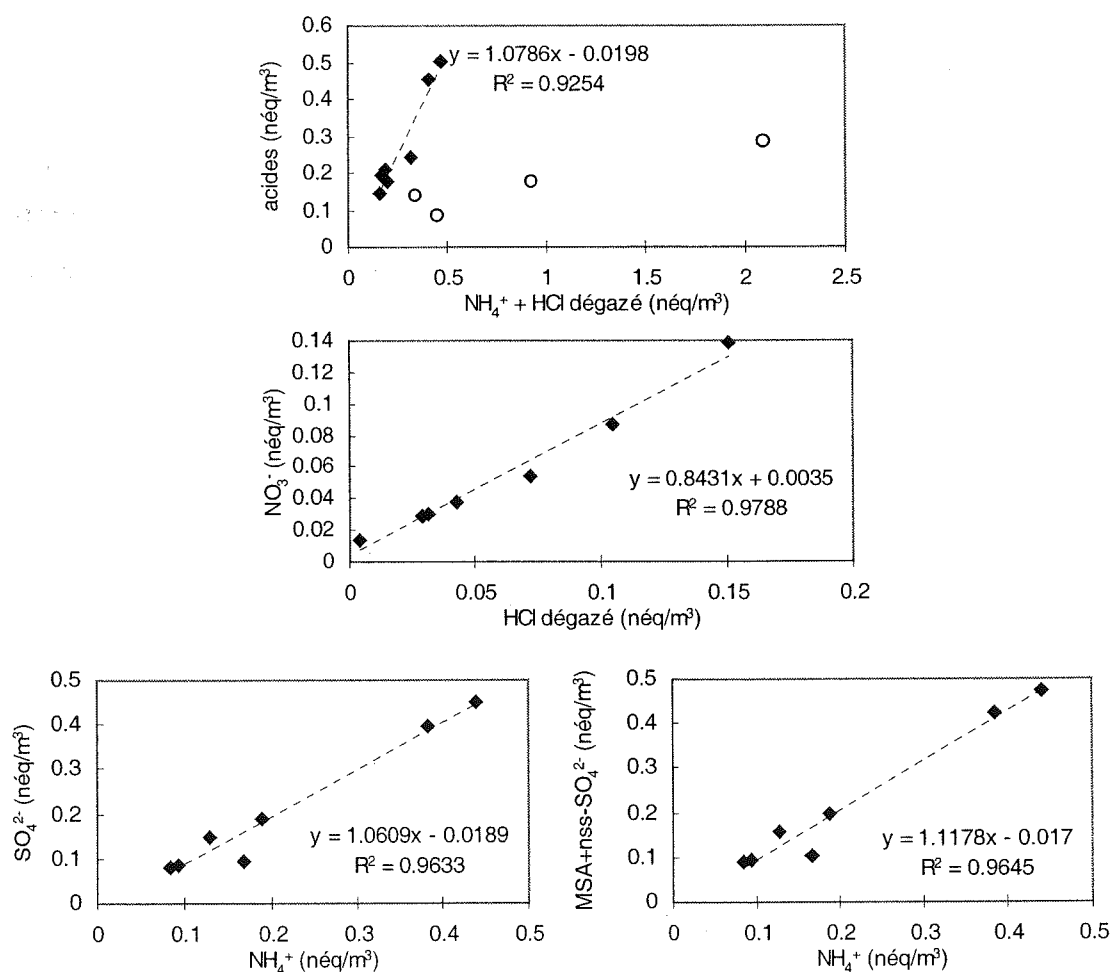 0.6
0.5
0.4
0.3
0.2
0.1
0
acides (néq/m³)
y = 1.0786x - 0.0198
R² = 0.9254
0 0.5 1 1.5 2 2.5
NH₄⁺ + HCl dégazé (néq/m³)
0.14
0.12
0.1
0.08
0.06
0.04
0.02
0
NO₃⁻ (néq/m³)
y = 0.8431x + 0.0035
R² = 0.9788
0 0.05 0.1 0.15 0.2
HCl dégazé (néq/m³)
0.5
0.4
0.3
0.2
0.1
0
SO₄²⁻ (néq/m³)
y = 1.0609x - 0.0189
R² = 0.9633
0 0.1 0.2 0.3 0.4 0.5
NH₄⁺ (néq/m³)
0.5
0.4
0.3
0.2
0.1
0
MSA+nss-SO₄²⁻ (néq/m³)
y = 1.1178x - 0.017
R² = 0.9645
0 0.1 0.2 0.3 0.4 0.5
NH₄⁺ (néq/m³)